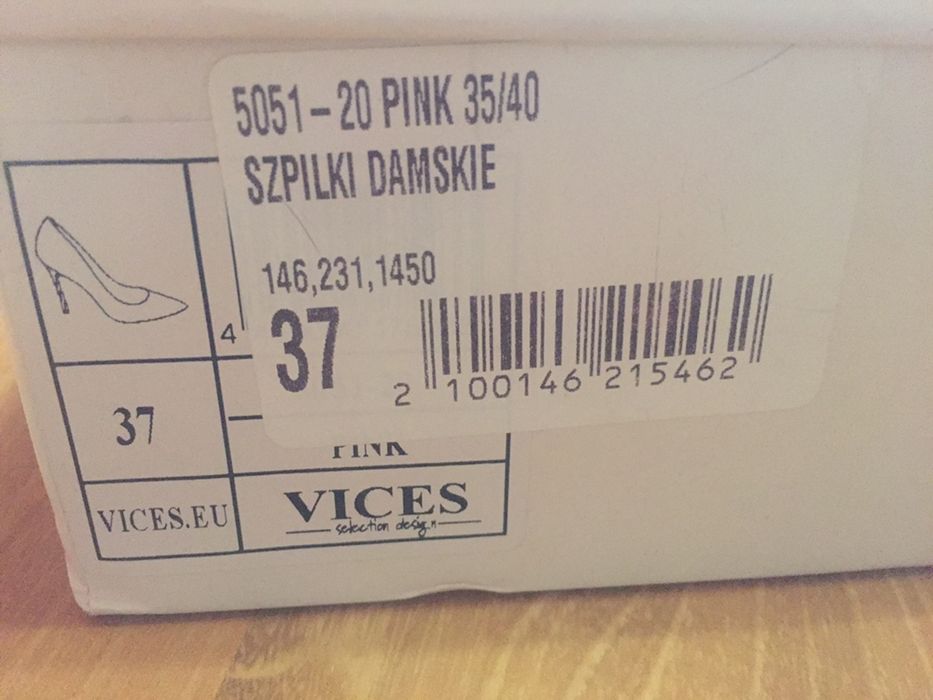 5051-20 PINK 35/40
SZPILKI DAMSKIE
146,231,1450
37
2 100146 215462
4
37
PINK
VICES.EU
VICES
selection design